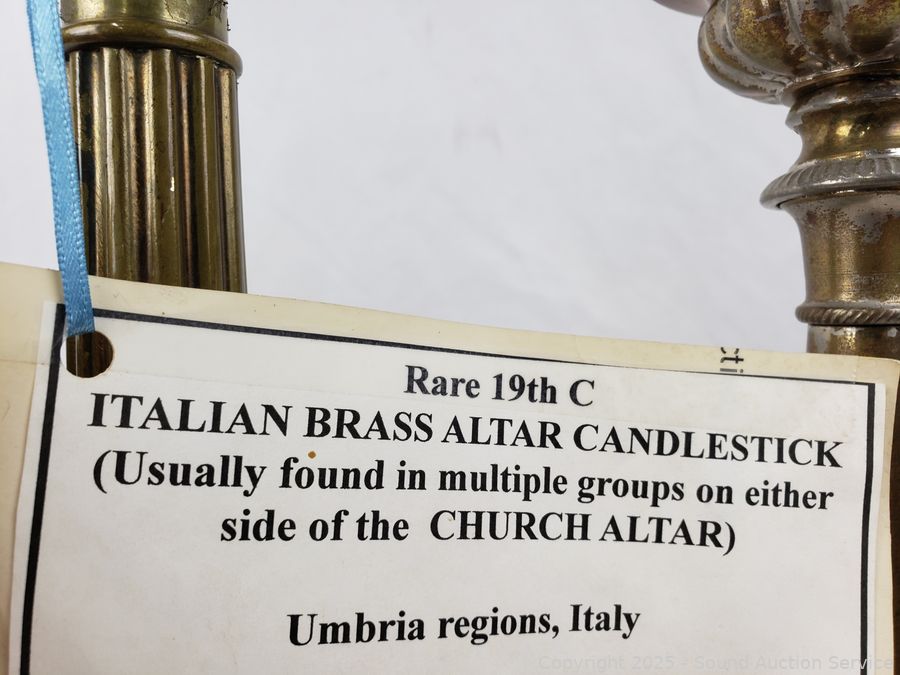 cti
Rare 19th C
ITALIAN BRASS ALTAR CANDLESTICK
(Usually found in multiple groups on either
side of the CHURCH ALTAR)
Umbria regions, Italy
Copyright 2025 - Sound Auction Service